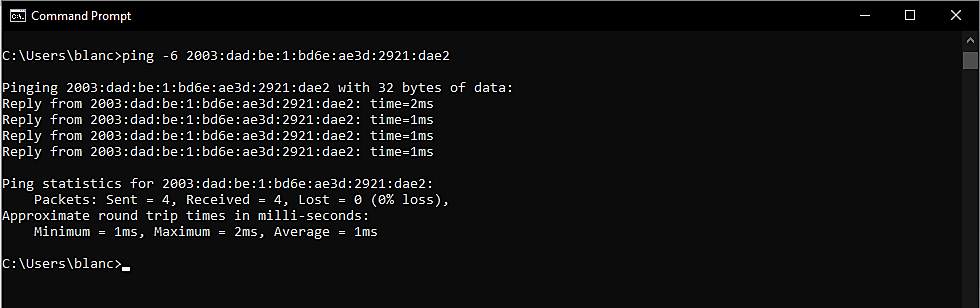 Command Prompt
C:\Users\blanc>ping -6 2003:dad:be:1:bd6e:ae3d:2921:dae2
Pinging 2003:dad:be:1:bd6e:ae3d:2921:dae2 with 32 bytes of data:
Reply from 2003:dad:be:1:bd6e:ae3d:2921:dae2: time=2ms
Reply from 2003:dad:be:1:bd6e:ae3d:2921:dae2: time=1ms
Reply from 2003:dad:be:1:bd6e:ae3d:2921:dae2: time=1ms
Reply from 2003:dad:be:1:bd6e:ae3d:2921:dae2: time=1ms
Ping statistics for 2003:dad:be:1:bd6e:ae3d:2921:dae2:
    Packets: Sent = 4, Received = 4, Lost = 0 (0% loss),
Approximate round trip times in milli-seconds:
    Minimum = 1ms, Maximum = 2ms, Average = 1ms
C:\Users\blanc>